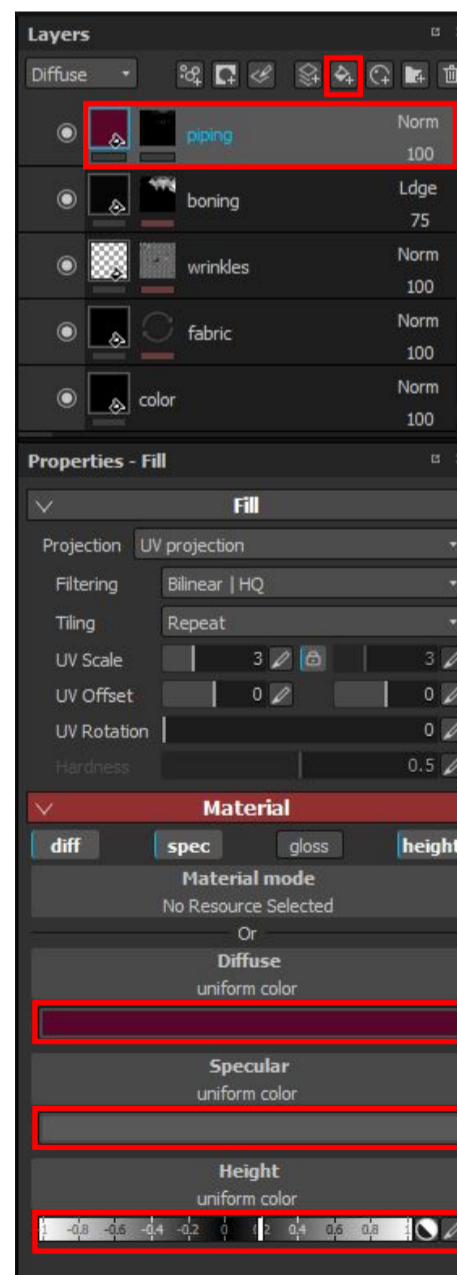 Layers
Diffuse
piping Norm 100
boning Ldge 75
wrinkles Norm 100
fabric Norm 100
color Norm 100
Properties - Fill
Fill
Projection UV projection
Filtering Bilinear | HQ
Tiling Repeat
UV Scale 3 3
UV Offset 0 0
UV Rotation 0
Hardness 0.5
Material
diff spec gloss height
Material mode
No Resource Selected
Or
Diffuse
uniform color
Specular
uniform color
Height
uniform color
1 -0,8 -0,6 -0,4 -0,2 0 0,2 0,4 0,6 0,8 1